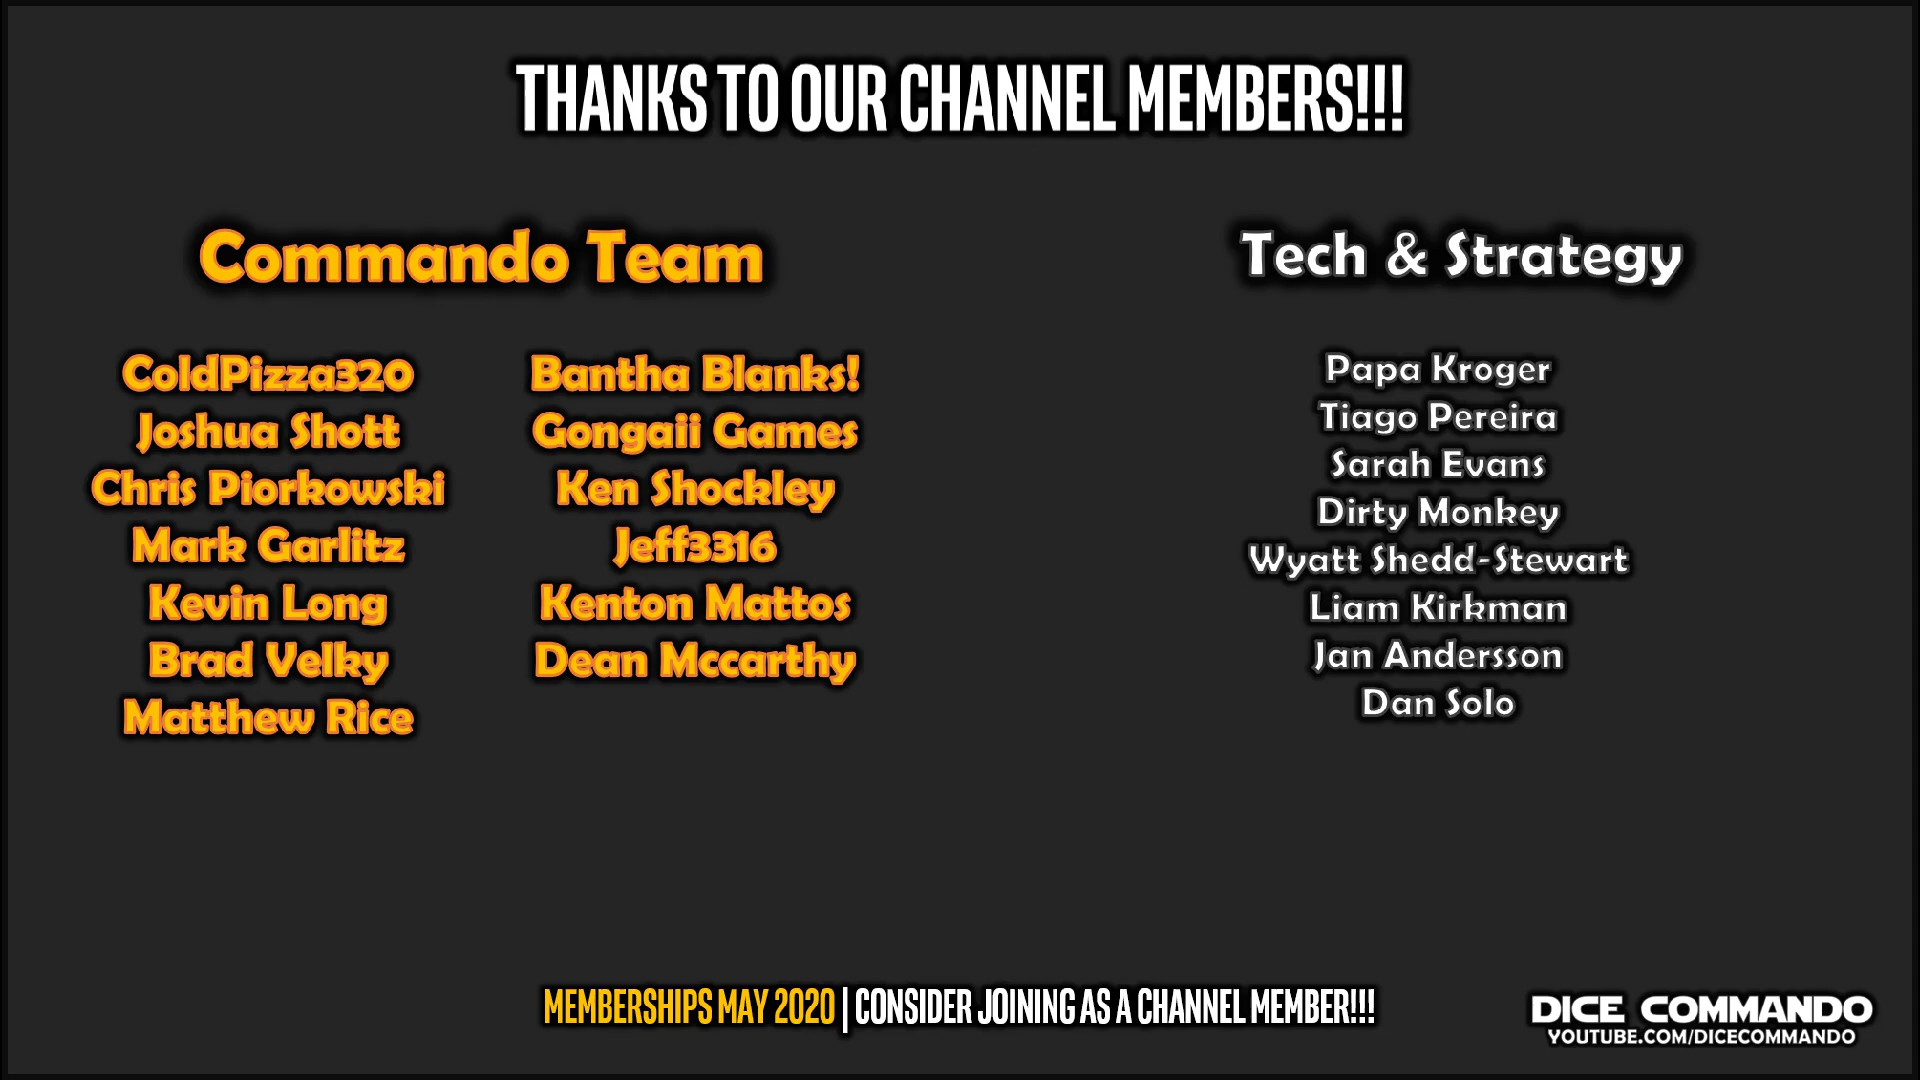 THANKS TO OUR CHANNEL MEMBERS!!!
Commando Team
ColdPizza320
Joshua Shott
Chris Piorkowski
Mark Garlitz
Kevin Long
Brad Velky
Matthew Rice
Bantha Blanks!
Gongaii Games
Ken Shockley
Jeff3316
Kenton Mattos
Dean Mccarthy
Tech & Strategy
Papa Kroger
Tiago Pereira
Sarah Evans
Dirty Monkey
Wyatt Shedd-Stewart
Liam Kirkman
Jan Andersson
Dan Solo
MEMBERSHIPS MAY 2020 | CONSIDER JOINING AS A CHANNEL MEMBER!!!
DICE COMMANDO
YOUTUBE.COM/DICECOMMANDO